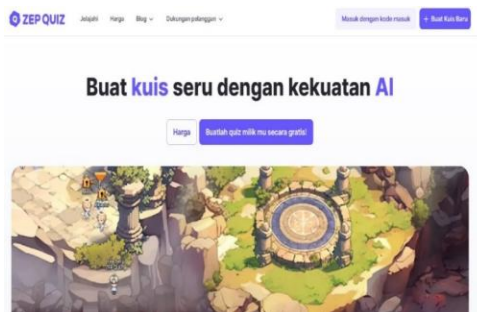 ZEP QUIZ
Jelajahi Harga Blog Dukungan pelanggan
Masuk dengan kode masuk
+ Buat Kuis Baru
Buat kuis seru dengan kekuatan AI
Harga
Buatlah quiz milik mu secara gratis!